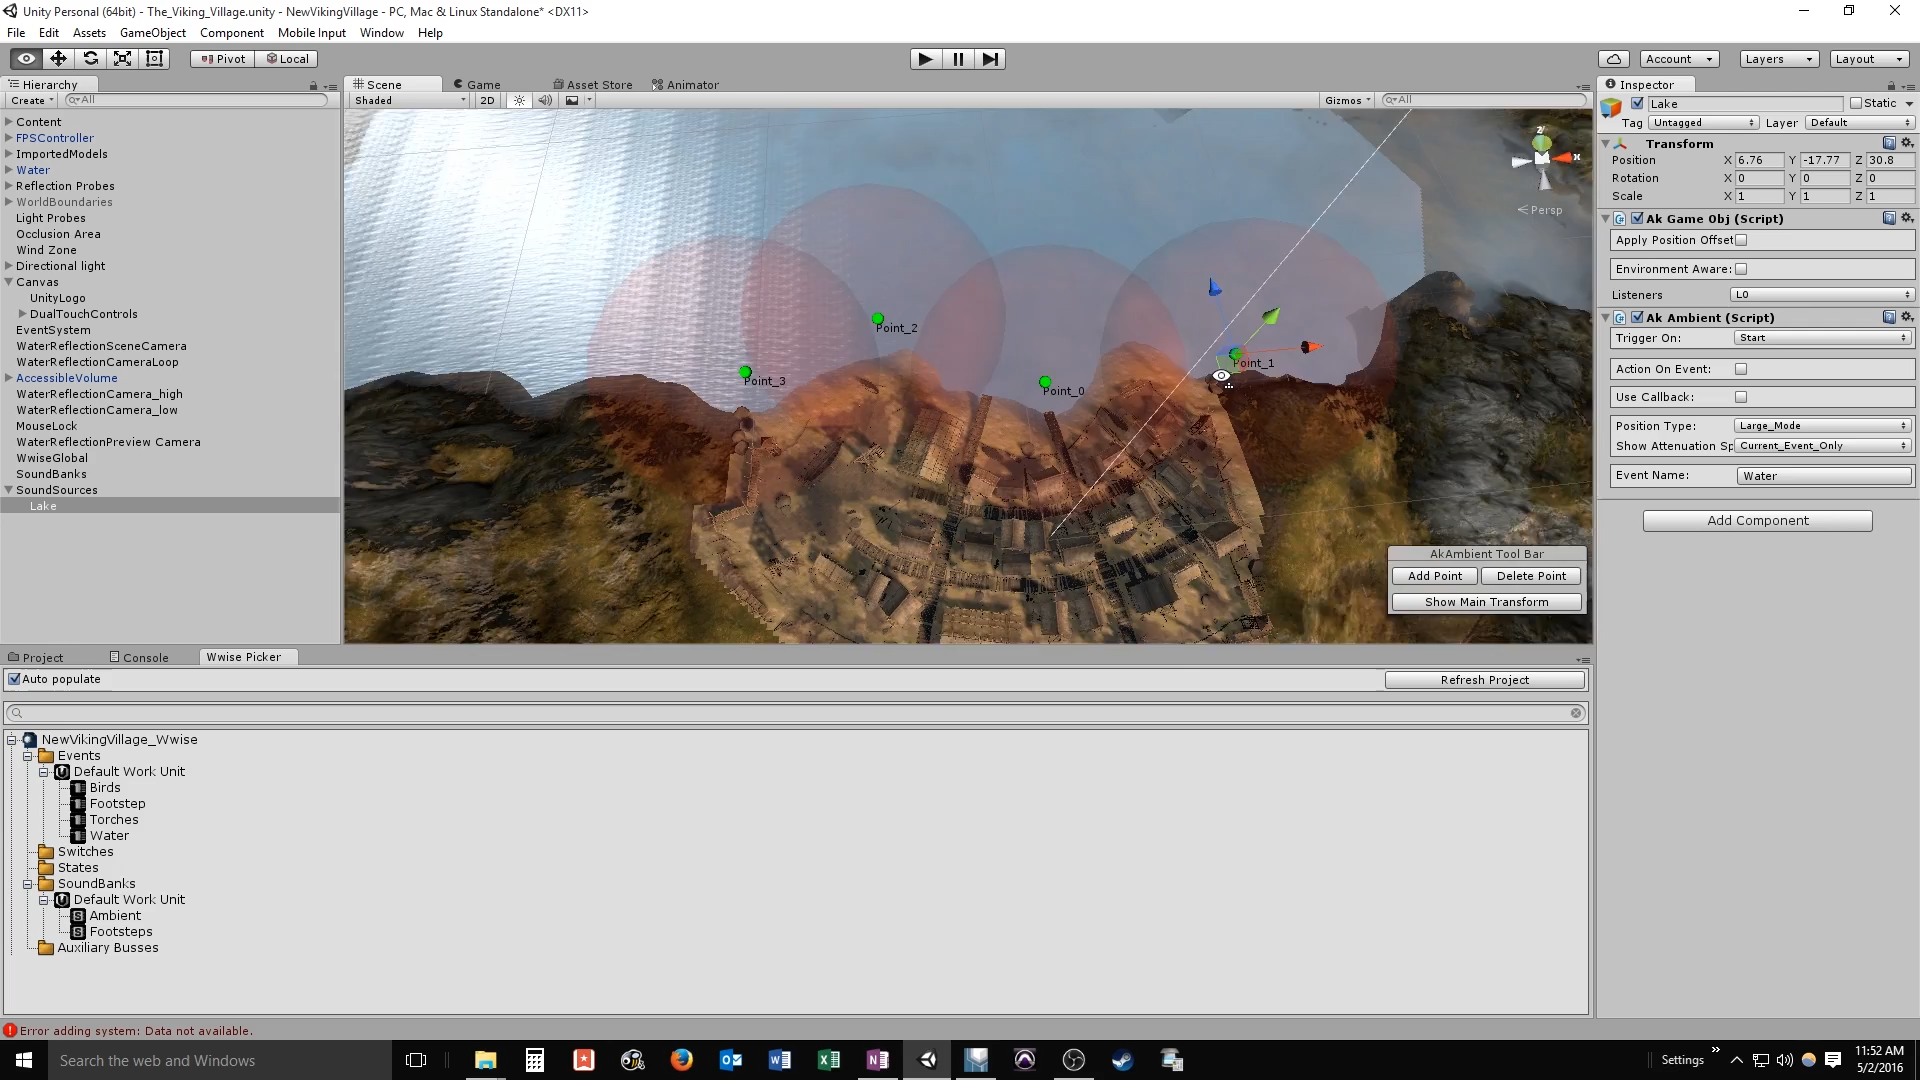 Unity Personal (64bit) - The_Viking_Village.unity - NewVikingVillage - PC, Mac & Linux Standalone* <DX11>
File Edit Assets GameObject Component Mobile Input Window Help
Pivot Local Account Layers Layout
Hierarchy
Create All
Content
FPSController
ImportedModels
Water
Reflection Probes
WorldBoundaries
Light Probes
Occlusion Area
Wind Zone
Directional light
Canvas
UnityLogo
DualTouchControls
EventSystem
WaterReflectionSceneCamera
WaterReflectionCameraLoop
AccessibleVolume
WaterReflectionCamera_high
WaterReflectionCamera_low
MouseLock
WaterReflectionPreview Camera
WwiseGlobal
SoundBanks
SoundSources
Lake
Scene Game Asset Store Animator
Shaded 2D Gizmos All
Persp
Point_2
Point_3
Point_0
Point_1
AkAmbient Tool Bar
Add Point Delete Point
Show Main Transform
Inspector
Lake Static
Tag Untagged Layer Default
Transform
Position X 6.76 Y -17.77 Z 30.8
Rotation X 0 Y 0 Z 0
Scale X 1 Y 1 Z 1
Ak Game Obj (Script)
Apply Position Offset
Environment Aware:
Listeners L0
Ak Ambient (Script)
Trigger On: Start
Action On Event:
Use Callback:
Position Type: Large_Mode
Show Attenuation Sp Current_Event_Only
Event Name: Water
Add Component
Project Console Wwise Picker
Auto populate Refresh Project
NewVikingVillage_Wwise
Events
Default Work Unit
Birds
Footstep
Torches
Water
Switches
States
SoundBanks
Default Work Unit
Ambient
Footsteps
Auxiliary Busses
Error adding system: Data not available.
Search the web and Windows
Settings
11:52 AM
5/2/2016